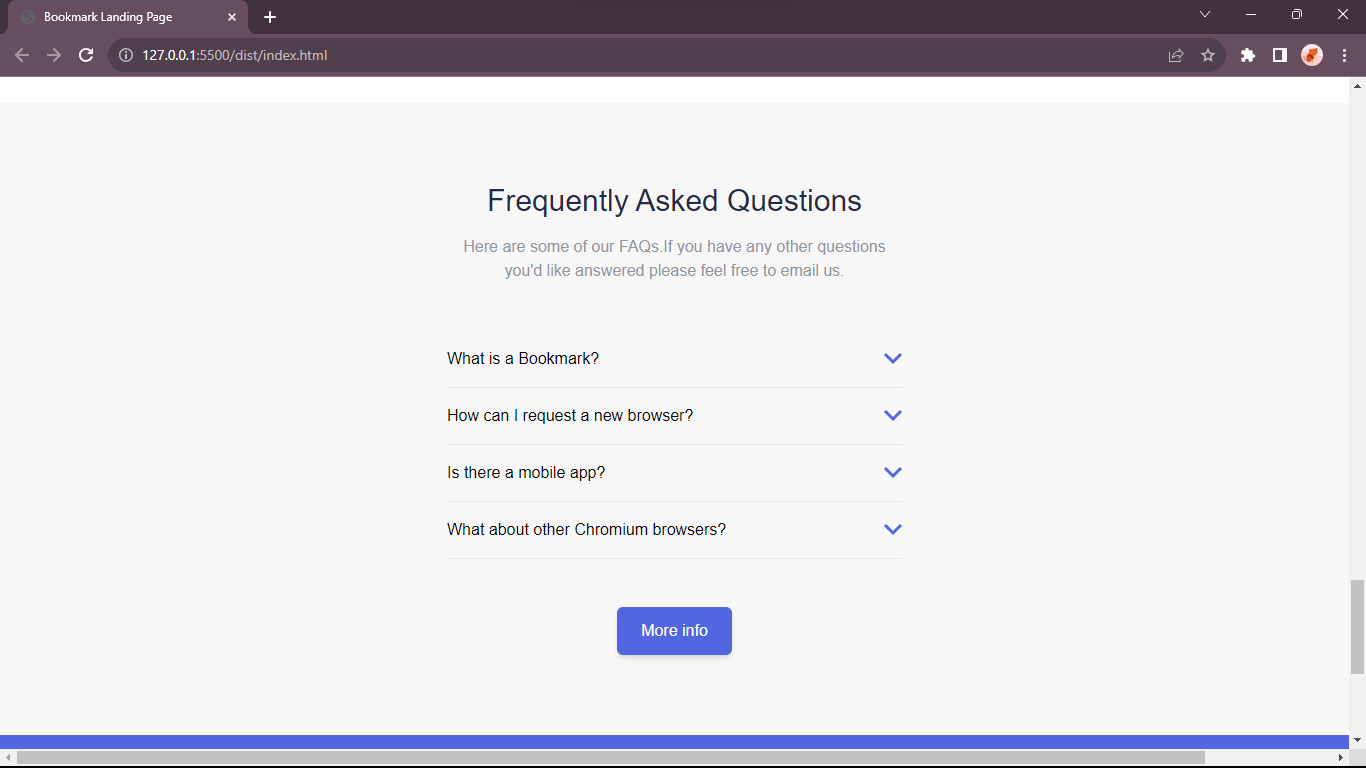 Bookmark Landing Page
127.0.0.1:5500/dist/index.html
Frequently Asked Questions
Here are some of our FAQs.If you have any other questions
you'd like answered please feel free to email us.
What is a Bookmark?
How can I request a new browser?
Is there a mobile app?
What about other Chromium browsers?
More info